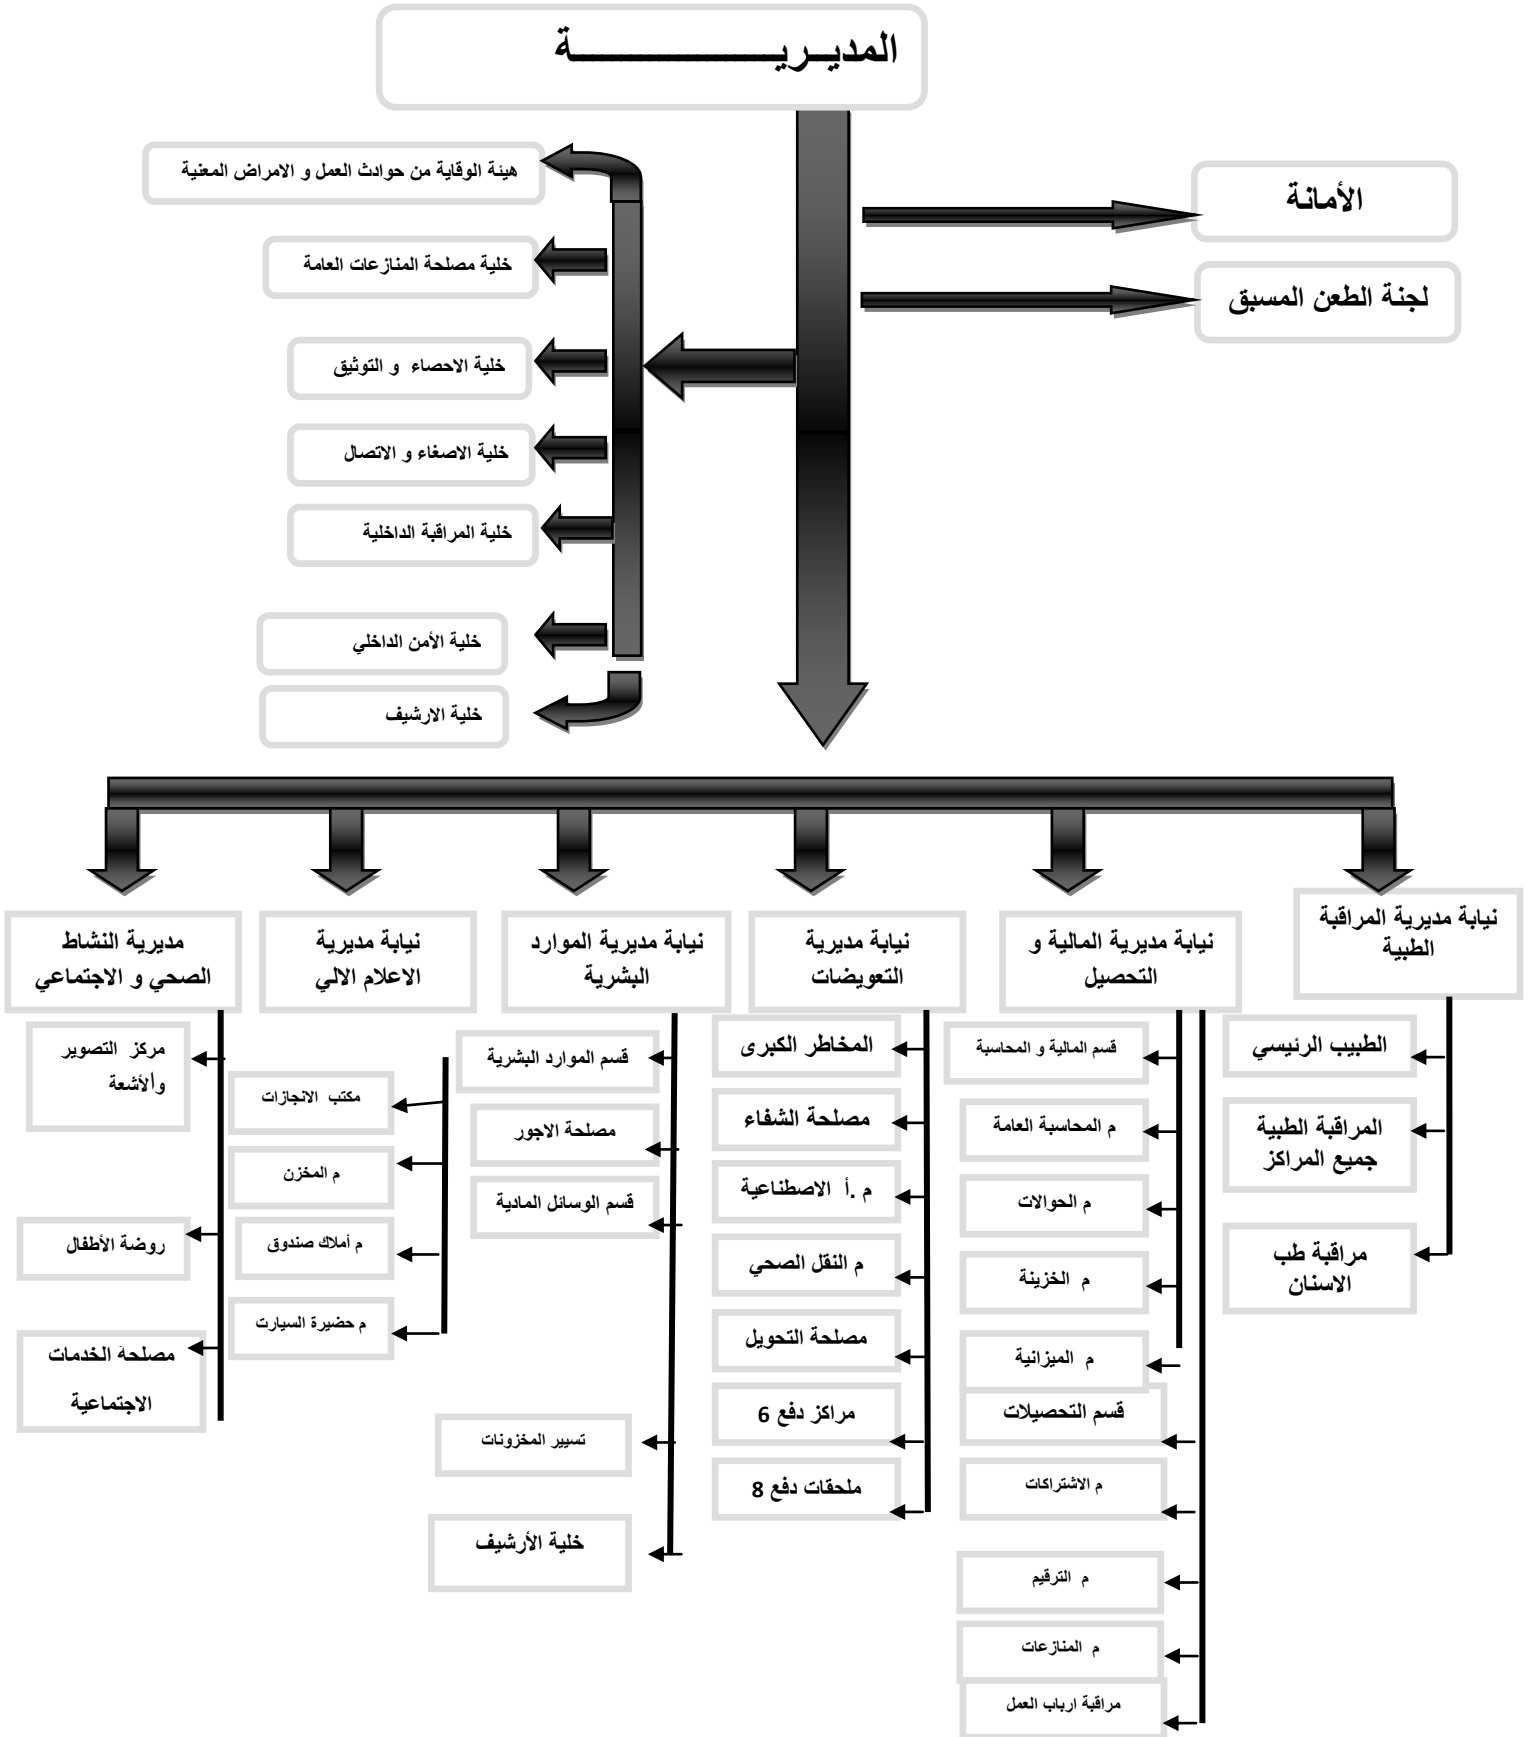 المديـريـــــــــــــــــــة
الأمانة
لجنة الطعن المسبق
هيئة الوقاية من حوادث العمل و الامراض المعنية
خلية مصلحة المنازعات العامة
خلية الاحصاء و التوثيق
خلية الاصغاء و الاتصال
خلية المراقبة الداخلية
خلية الأمن الداخلي
خلية الارشيف
نيابة مديرية المراقبة
الطبية
الطبيب الرئيسي
المراقبة الطبية
جميع المراكز
مراقبة طب
الاسنان
نيابة مديرية المالية و
التحصيل
قسم المالية و المحاسبة
م المحاسبة العامة
م الحوالات
م الخزينة
م الميزانية
قسم التحصيلات
م الاشتراكات
م الترقيم
م المنازعات
مراقبة ارباب العمل
نيابة مديرية
التعويضات
المخاطر الكبرى
مصلحة الشفاء
م .أ الاصطناعية
م النقل الصحي
مصلحة التحويل
مراكز دفع 6
ملحقات دفع 8
نيابة مديرية الموارد
البشرية
قسم الموارد البشرية
مصلحة الاجور
قسم الوسائل المادية
تسيير المخزونات
خلية الأرشيف
نيابة مديرية
الاعلام الالي
مكتب الانجازات
م المخزن
م أملاك صندوق
م حضيرة السيارت
مديرية النشاط
الصحي و الاجتماعي
مركز التصوير
وألأشعة
روضة الأطفال
مصلحة الخدمات
الاجتماعية